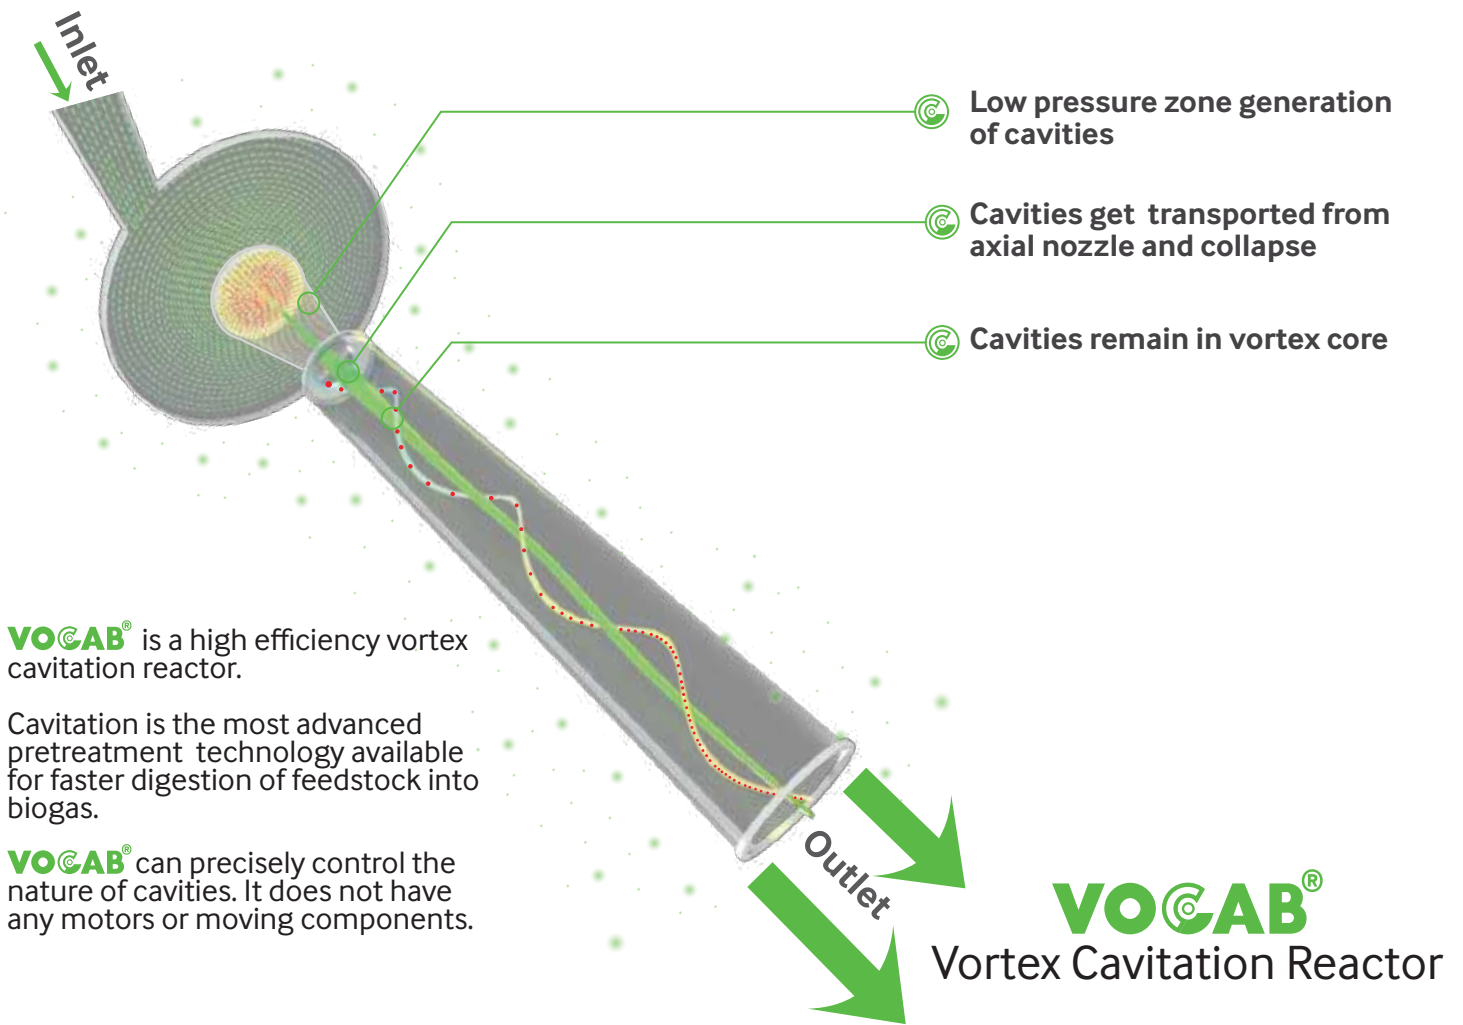 Inlet
Low pressure zone generation
of cavities
Cavities get  transported from
axial nozzle and collapse
Cavities remain in vortex core
VOCAB® is a high efficiency vortex
cavitation reactor.
Cavitation is the most advanced
pretreatment  technology available
for faster digestion of feedstock into
biogas.
VOCAB® can precisely control the
nature of cavities. It does not have
any motors or moving components.
Outlet
VOCAB®
Vortex Cavitation Reactor